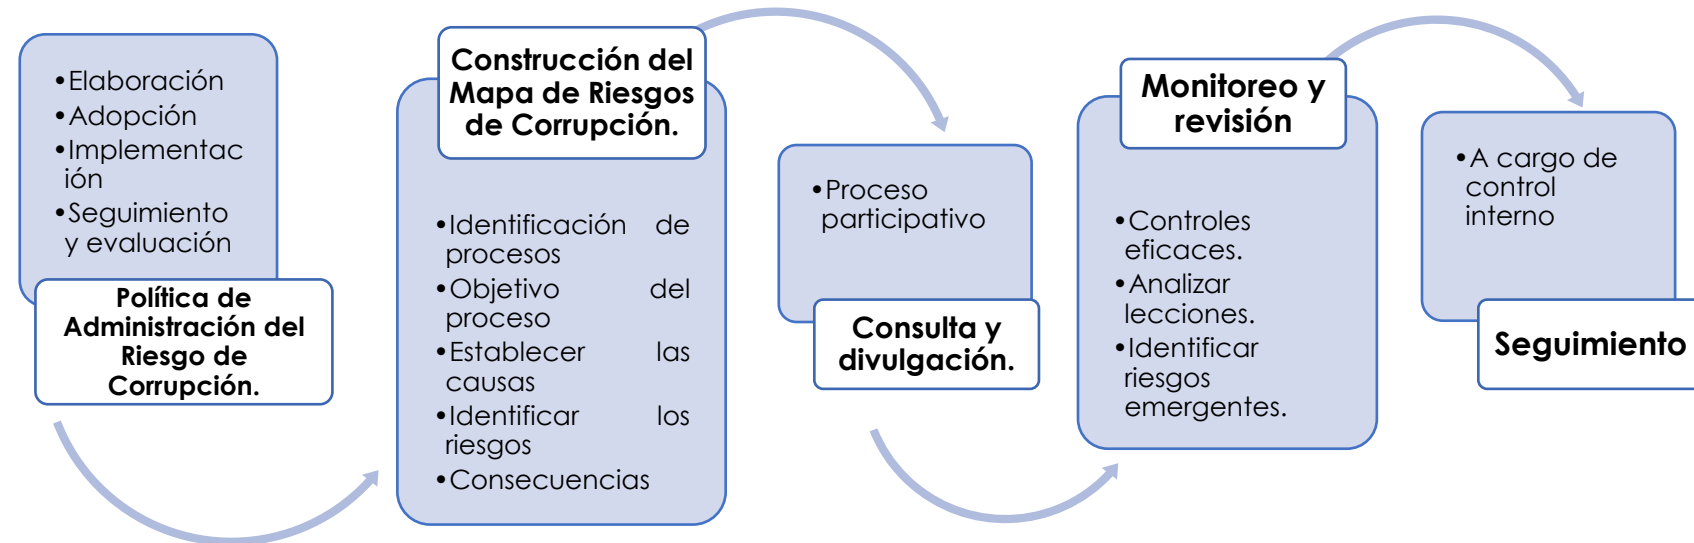 •Elaboración
•Adopción
•Implementac
ión
•Seguimiento
y evaluación
Política de
Administración del
Riesgo de
Corrupción.
Construcción del
Mapa de Riesgos
de Corrupción.
•Identificación de
procesos
•Objetivo del
proceso
•Establecer las
causas
•Identificar los
riesgos
•Consecuencias
•Proceso
participativo
Consulta y
divulgación.
Monitoreo y
revisión
•Controles
eficaces.
•Analizar
lecciones.
•Identificar
riesgos
emergentes.
•A cargo de
control
interno
Seguimiento